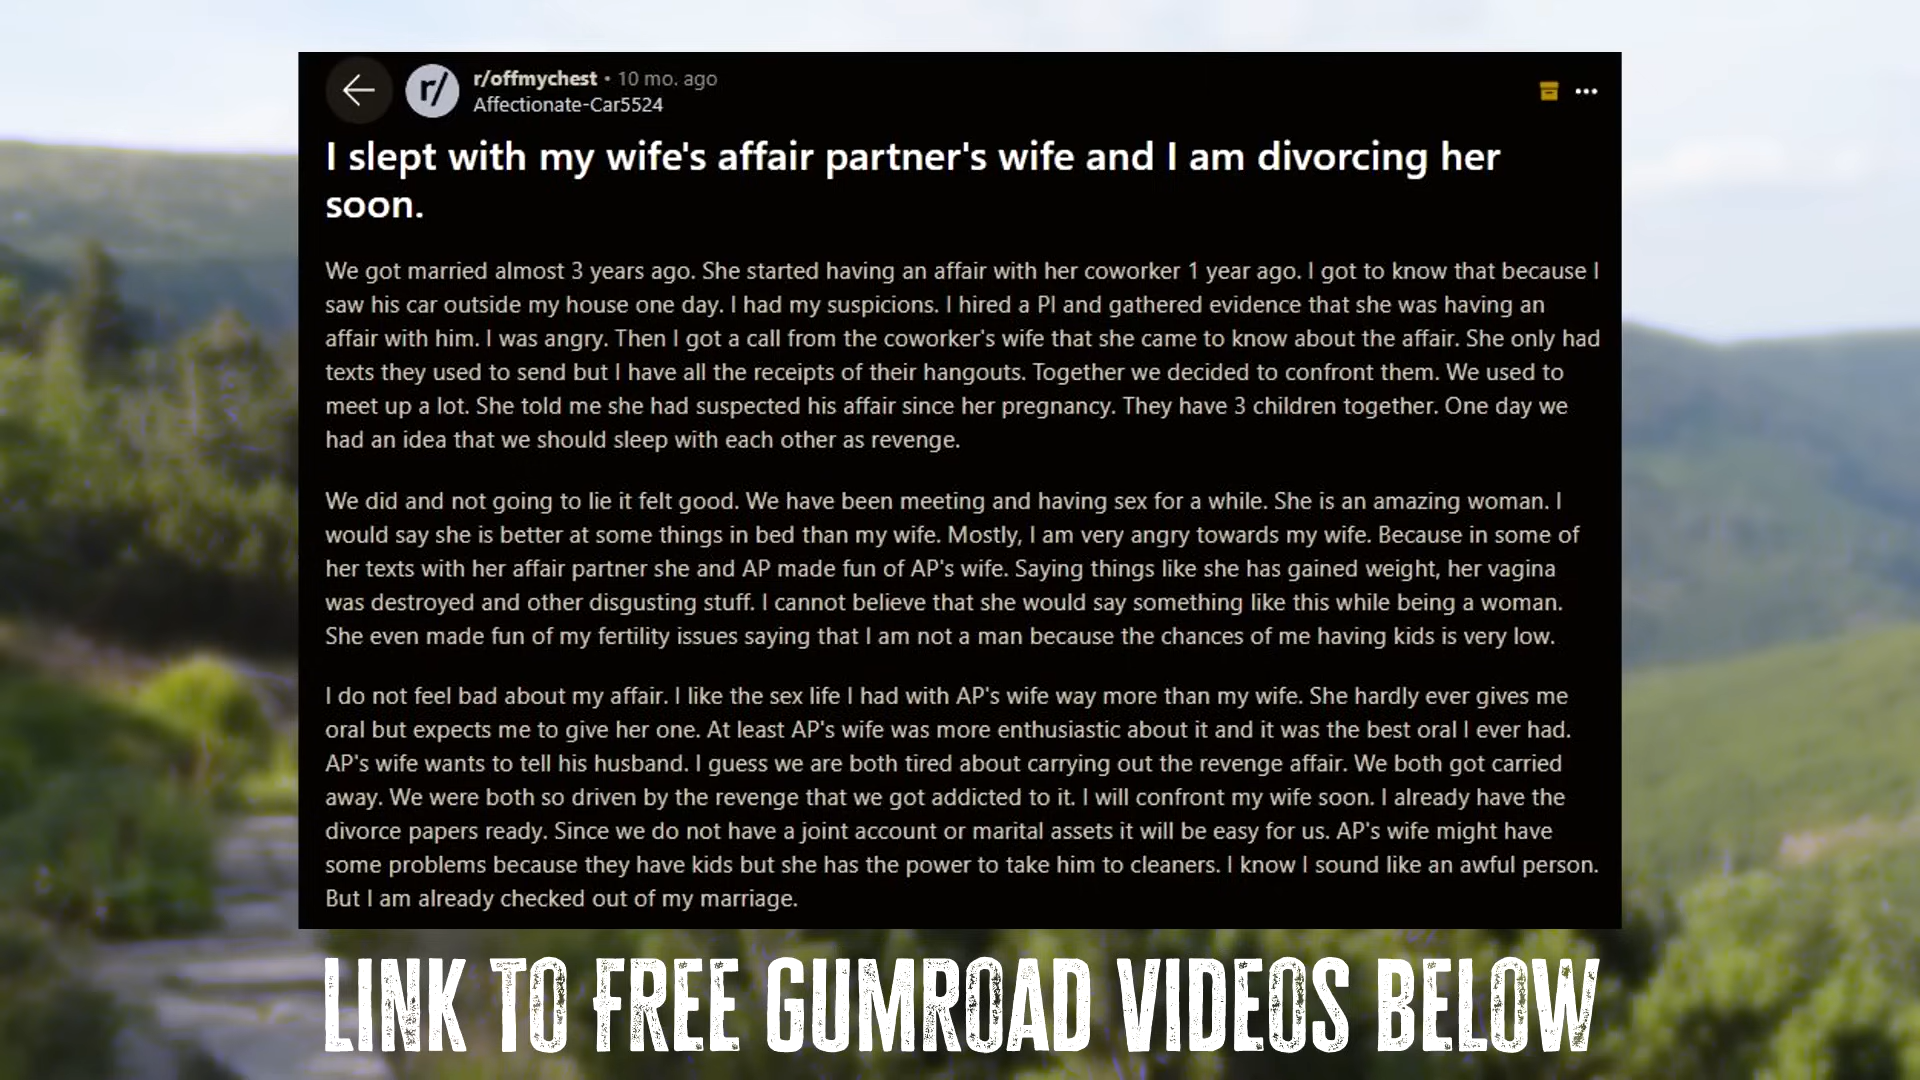 r/offmychest • 10 mo. ago
Affectionate-Car5524
I slept with my wife's affair partner's wife and I am divorcing her
soon.
We got married almost 3 years ago. She started having an affair with her coworker 1 year ago. I got to know that because I
saw his car outside my house one day. I had my suspicions. I hired a PI and gathered evidence that she was having an
affair with him. I was angry. Then I got a call from the coworker's wife that she came to know about the affair. She only had
texts they used to send but I have all the receipts of their hangouts. Together we decided to confront them. We used to
meet up a lot. She told me she had suspected his affair since her pregnancy. They have 3 children together. One day we
had an idea that we should sleep with each other as revenge.
We did and not going to lie it felt good. We have been meeting and having sex for a while. She is an amazing woman. I
would say she is better at some things in bed than my wife. Mostly, I am very angry towards my wife. Because in some of
her texts with her affair partner she and AP made fun of AP's wife. Saying things like she has gained weight, her vagina
was destroyed and other disgusting stuff. I cannot believe that she would say something like this while being a woman.
She even made fun of my fertility issues saying that I am not a man because the chances of me having kids is very low.
I do not feel bad about my affair. I like the sex life I had with AP's wife way more than my wife. She hardly ever gives me
oral but expects me to give her one. At least AP's wife was more enthusiastic about it and it was the best oral I ever had.
AP's wife wants to tell his husband. I guess we are both tired about carrying out the revenge affair. We both got carried
away. We were both so driven by the revenge that we got addicted to it. I will confront my wife soon. I already have the
divorce papers ready. Since we do not have a joint account or marital assets it will be easy for us. AP's wife might have
some problems because they have kids but she has the power to take him to cleaners. I know I sound like an awful person.
But I am already checked out of my marriage.
LINK TO FREE GUMROAD VIDEOS BELOW